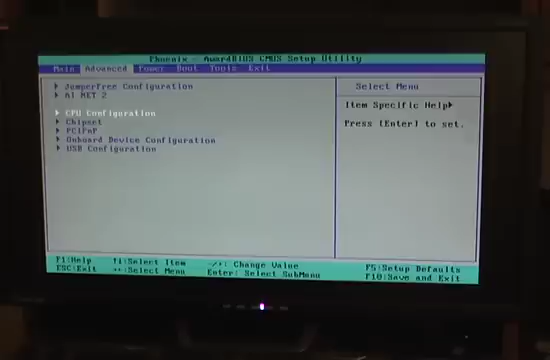 Phoenix - AwardBIOS CMOS Setup Utility
Main Advanced Power Boot Tools Exit
JumperFree Configuration
AI NET 2
CPU Configuration
Chipset
PCIPnP
Onboard Device Configuration
USB Configuration
Select Menu
Item Specific Help
Press [Enter] to set.
F1:Help ↑↓:Select Item -/+: Change Value F5:Setup Defaults
ESC:Exit ↔:Select Menu Enter: Select SubMenu F10:Save and Exit